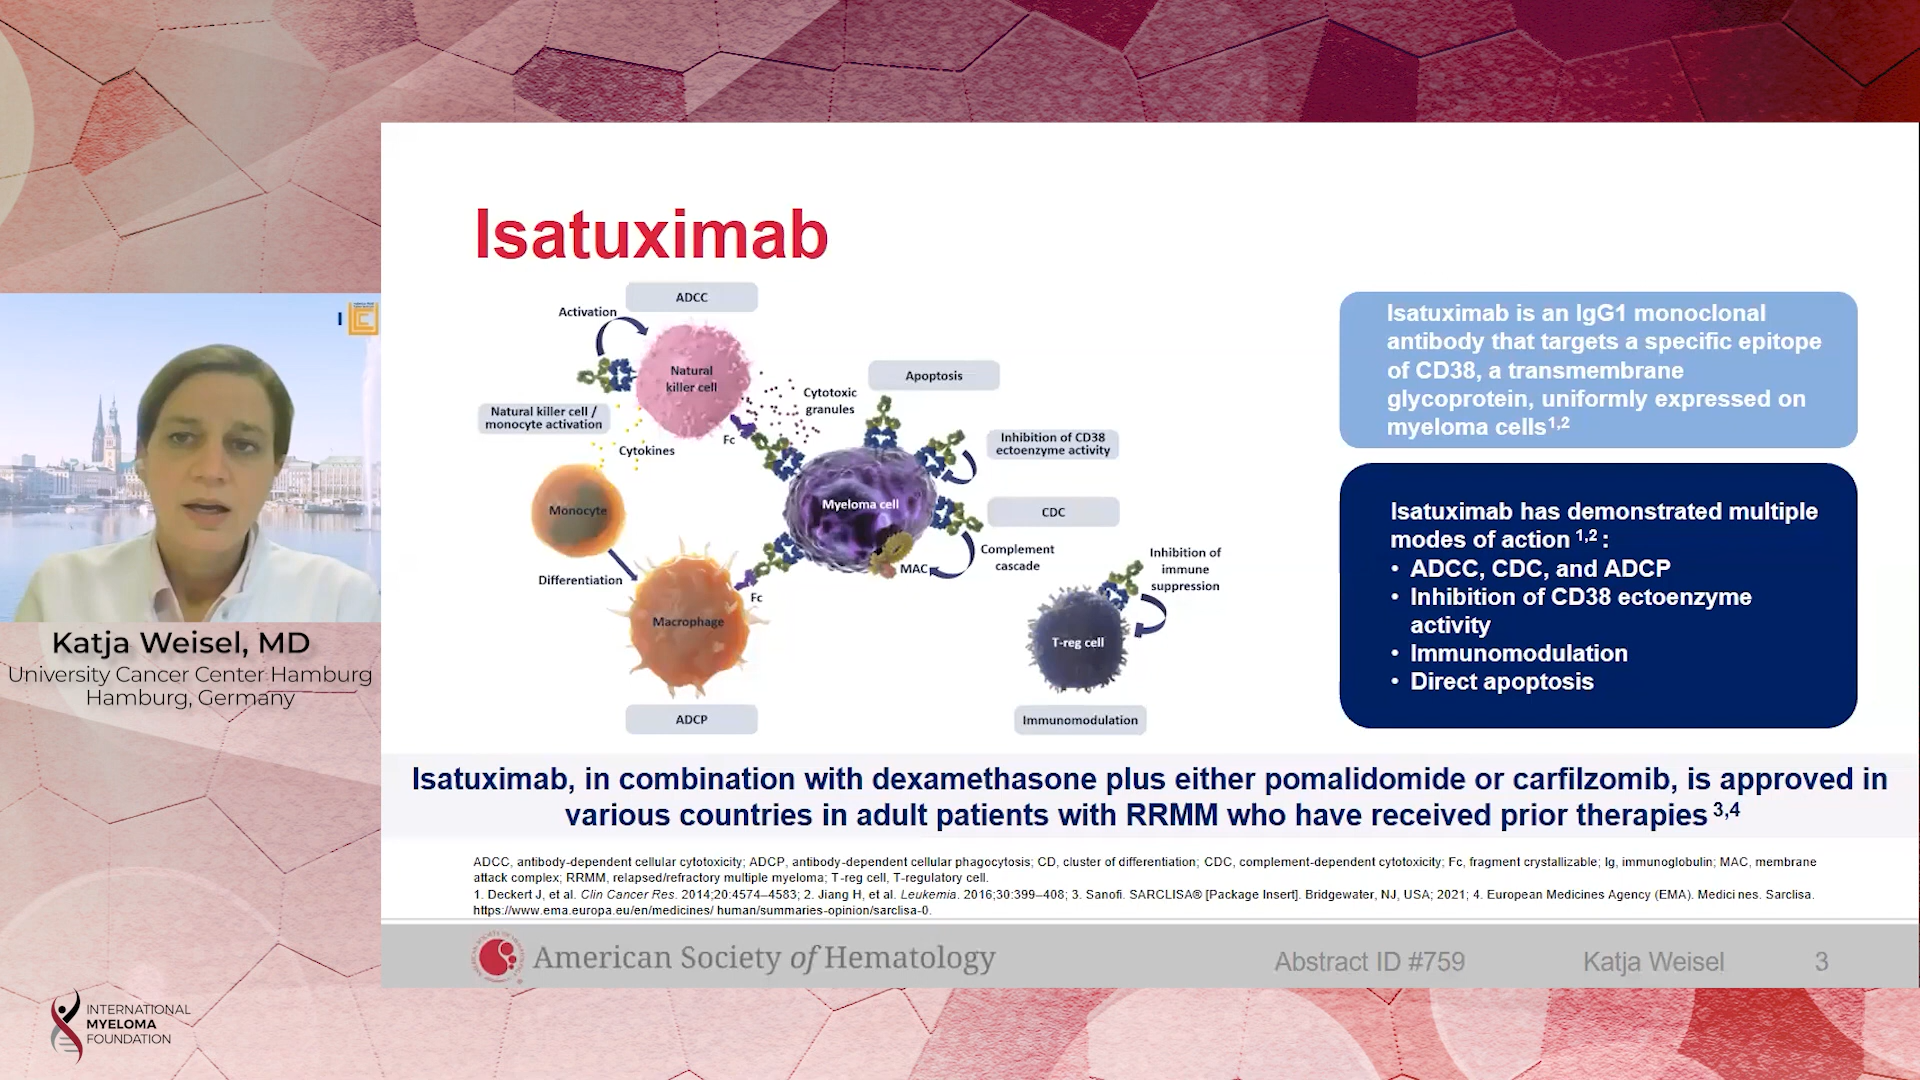 Isatuximab
ADCC
Activation
Natural
killer cell
Natural killer cell /
monocyte activation
Cytokines
Fc
Cytotoxic
granules
Apoptosis
Inhibition of CD38
ectoenzyme activity
Monocyte
Myeloma cell
CDC
Complement
cascade
MAC
Differentiation
Fc
Macrophage
ADCP
Inhibition of
immune
suppression
T-reg cell
Immunomodulation
Isatuximab is an IgG1 monoclonal
antibody that targets a specific epitope
of CD38, a transmembrane
glycoprotein, uniformly expressed on
myeloma cells1,2
Isatuximab has demonstrated multiple
modes of action 1,2 :
• ADCC, CDC, and ADCP
• Inhibition of CD38 ectoenzyme
activity
• Immunomodulation
• Direct apoptosis
Isatuximab, in combination with dexamethasone plus either pomalidomide or carfilzomib, is approved in
various countries in adult patients with RRMM who have received prior therapies 3,4
ADCC, antibody-dependent cellular cytotoxicity; ADCP, antibody-dependent cellular phagocytosis; CD, cluster of differentiation; CDC, complement-dependent cytotoxicity; Fc, fragment crystallizable; Ig, immunoglobulin; MAC, membrane
attack complex; RRMM, relapsed/refractory multiple myeloma; T-reg cell, T-regulatory cell.
1. Deckert J, et al. Clin Cancer Res. 2014;20:4574–4583; 2. Jiang H, et al. Leukemia. 2016;30:399–408; 3. Sanofi. SARCLISA® [Package Insert]. Bridgewater, NJ, USA; 2021; 4. European Medicines Agency (EMA). Medicines. Sarclisa.
https://www.ema.europa.eu/en/medicines/ human/summaries-opinion/sarclisa-0.
American Society of Hematology
Abstract ID #759
Katja Weisel
3
Katja Weisel, MD
University Cancer Center Hamburg
Hamburg, Germany
INTERNATIONAL
MYELOMA
FOUNDATION